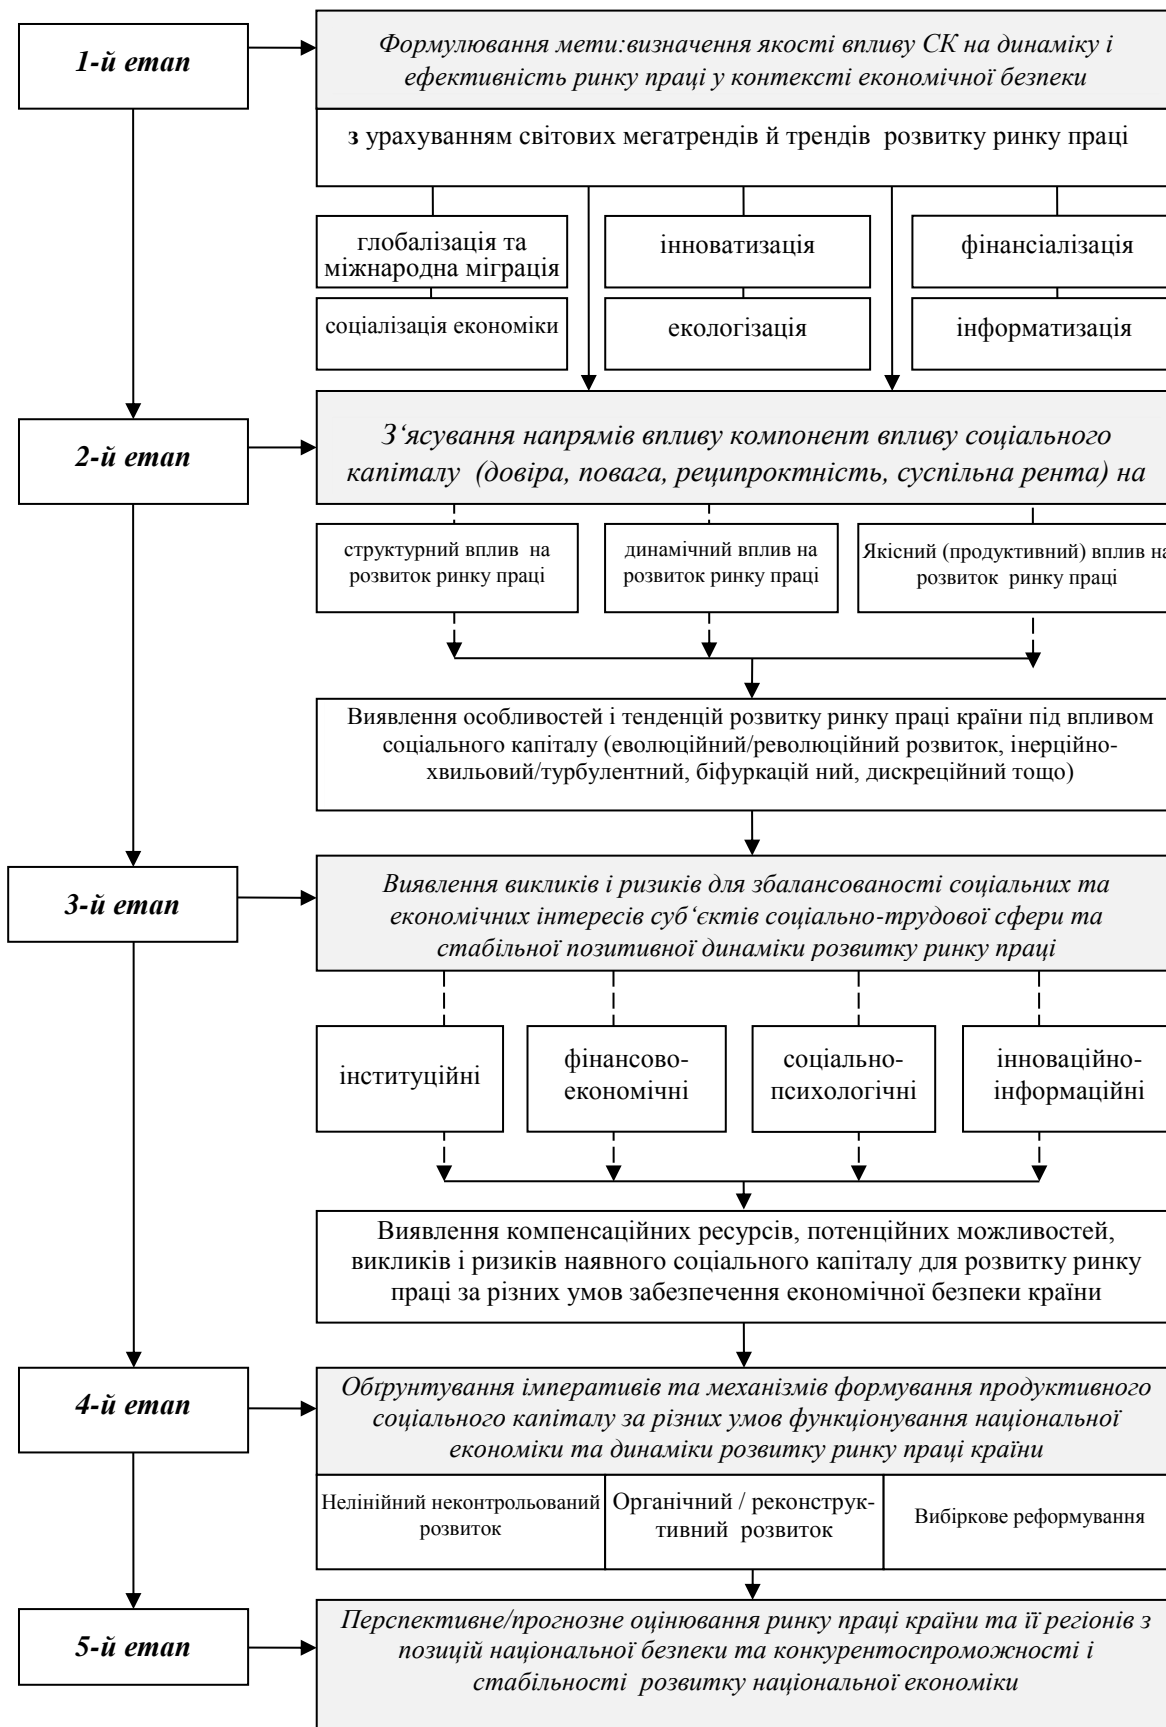 1-й етап
Формулювання мети:визначення якості впливу СК на динаміку і
ефективність ринку праці у контексті економічної безпеки
з урахуванням світових мегатрендів й трендів розвитку ринку праці
глобалізація та
міжнародна міграція
інноватизація
фінансіалізація
соціалізація економіки
екологізація
інформатизація
2-й етап
З‘ясування напрямів впливу компонент впливу соціального
капіталу (довіра, повага, реципроктність, суспільна рента) на
структурний вплив на
розвиток ринку праці
динамічний вплив на
розвиток ринку праці
Якісний (продуктивний) вплив на
розвиток ринку праці
Виявлення особливостей і тенденцій розвитку ринку праці країни під впливом
соціального капіталу (еволюційний/революційний розвиток, інерційно-
хвильовий/турбулентний, біфуркацій ний, дискреційний тощо)
3-й етап
Виявлення викликів і ризиків для збалансованості соціальних та
економічних інтересів суб‘єктів соціально-трудової сфери та
стабільної позитивної динаміки розвитку ринку праці
інституційні
фінансово-
економічні
соціально-
психологічні
інноваційно-
інформаційні
Виявлення компенсаційних ресурсів, потенційних можливостей,
викликів і ризиків наявного соціального капіталу для розвитку ринку
праці за різних умов забезпечення економічної безпеки країни
4-й етап
Обґрунтування імперативів та механізмів формування продуктивного
соціального капіталу за різних умов функціонування національної
економіки та динаміки розвитку ринку праці країни
Нелінійний неконтрольований
розвиток
Органічний / реконструк-
тивний розвиток
Вибіркове реформування
5-й етап
Перспективне/прогнозне оцінювання ринку праці країни та її регіонів з
позицій національної безпеки та конкурентоспроможності і
стабільності розвитку національної економіки